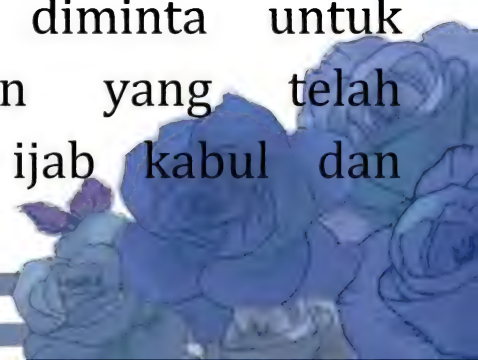 diminta untuk
n yang telah
ijab kabul dan